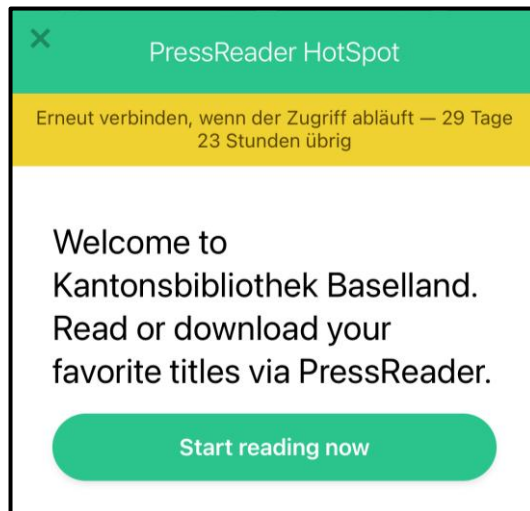 PressReader HotSpot
Erneut verbinden, wenn der Zugriff abläuft — 29 Tage
23 Stunden übrig
Welcome to
Kantonsbibliothek Baselland.
Read or download your
favorite titles via PressReader.
Start reading now